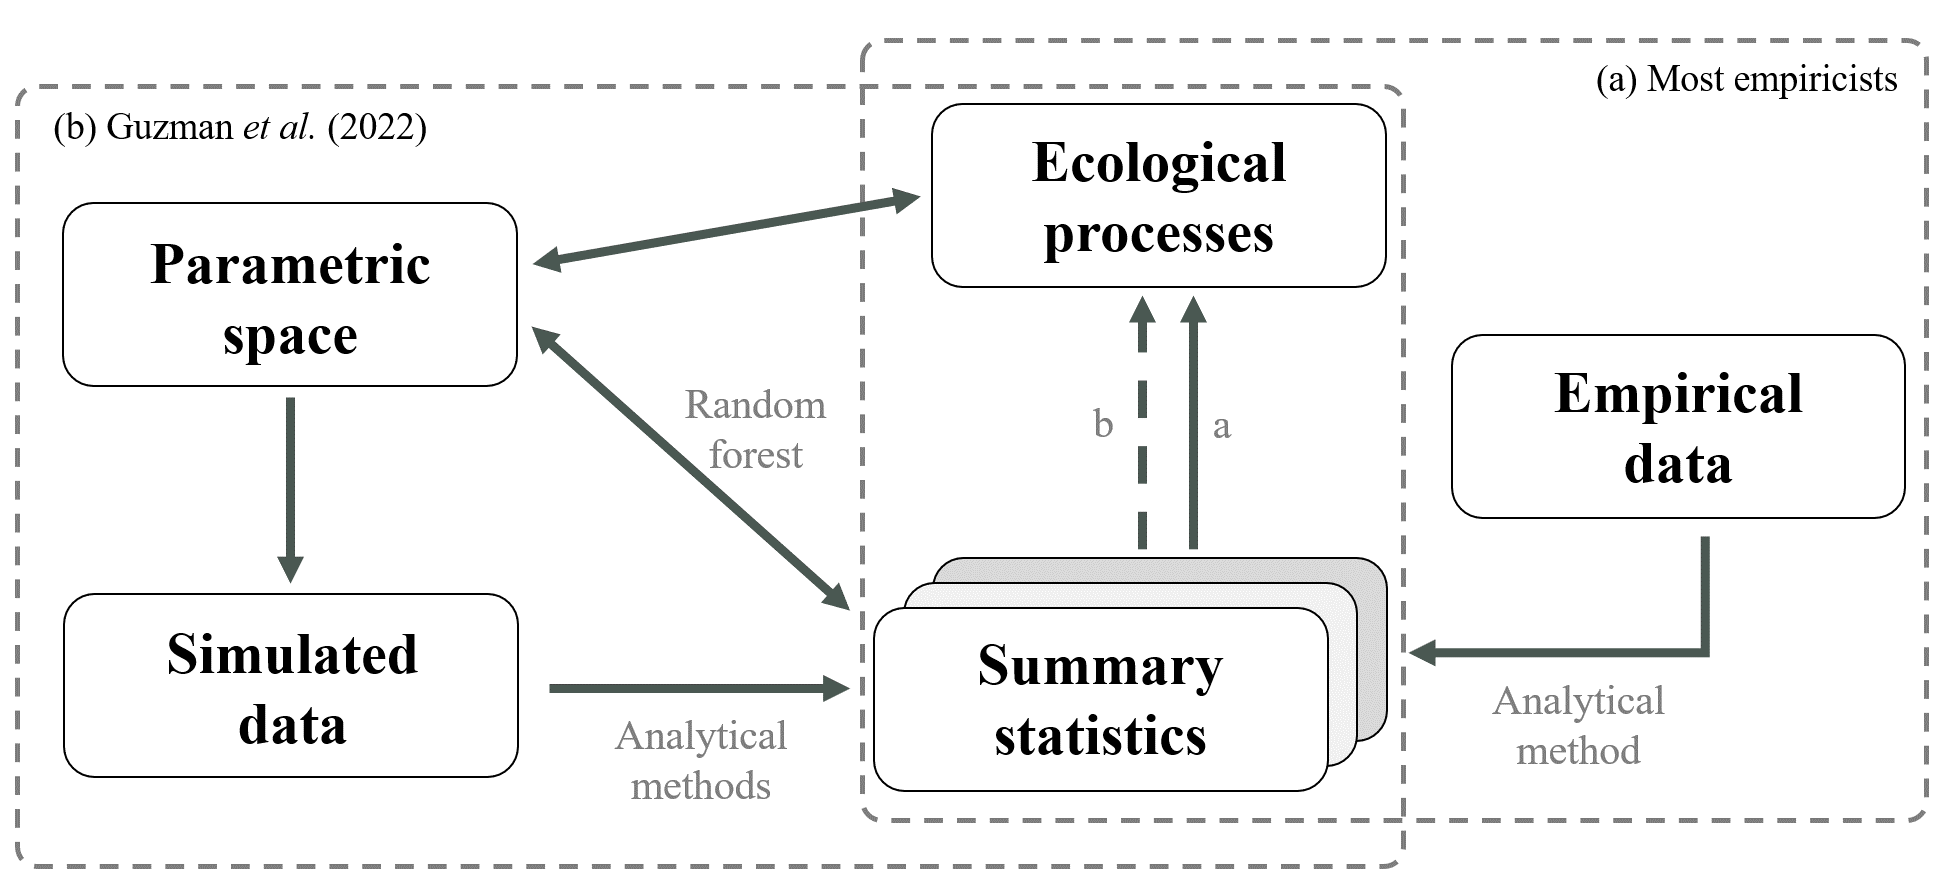 (a) Most empiricists
(b) Guzman et al. (2022)
Ecological
processes
Parametric
space
Random
forest
b
a
Empirical
data
Simulated
data
Analytical
methods
Summary
statistics
Analytical
method